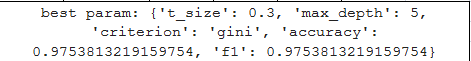 best param: {'t_size': 0.3, 'max_depth': 5,
'criterion': 'gini', 'accuracy':
0.9753813219159754, 'f1': 0.9753813219159754}